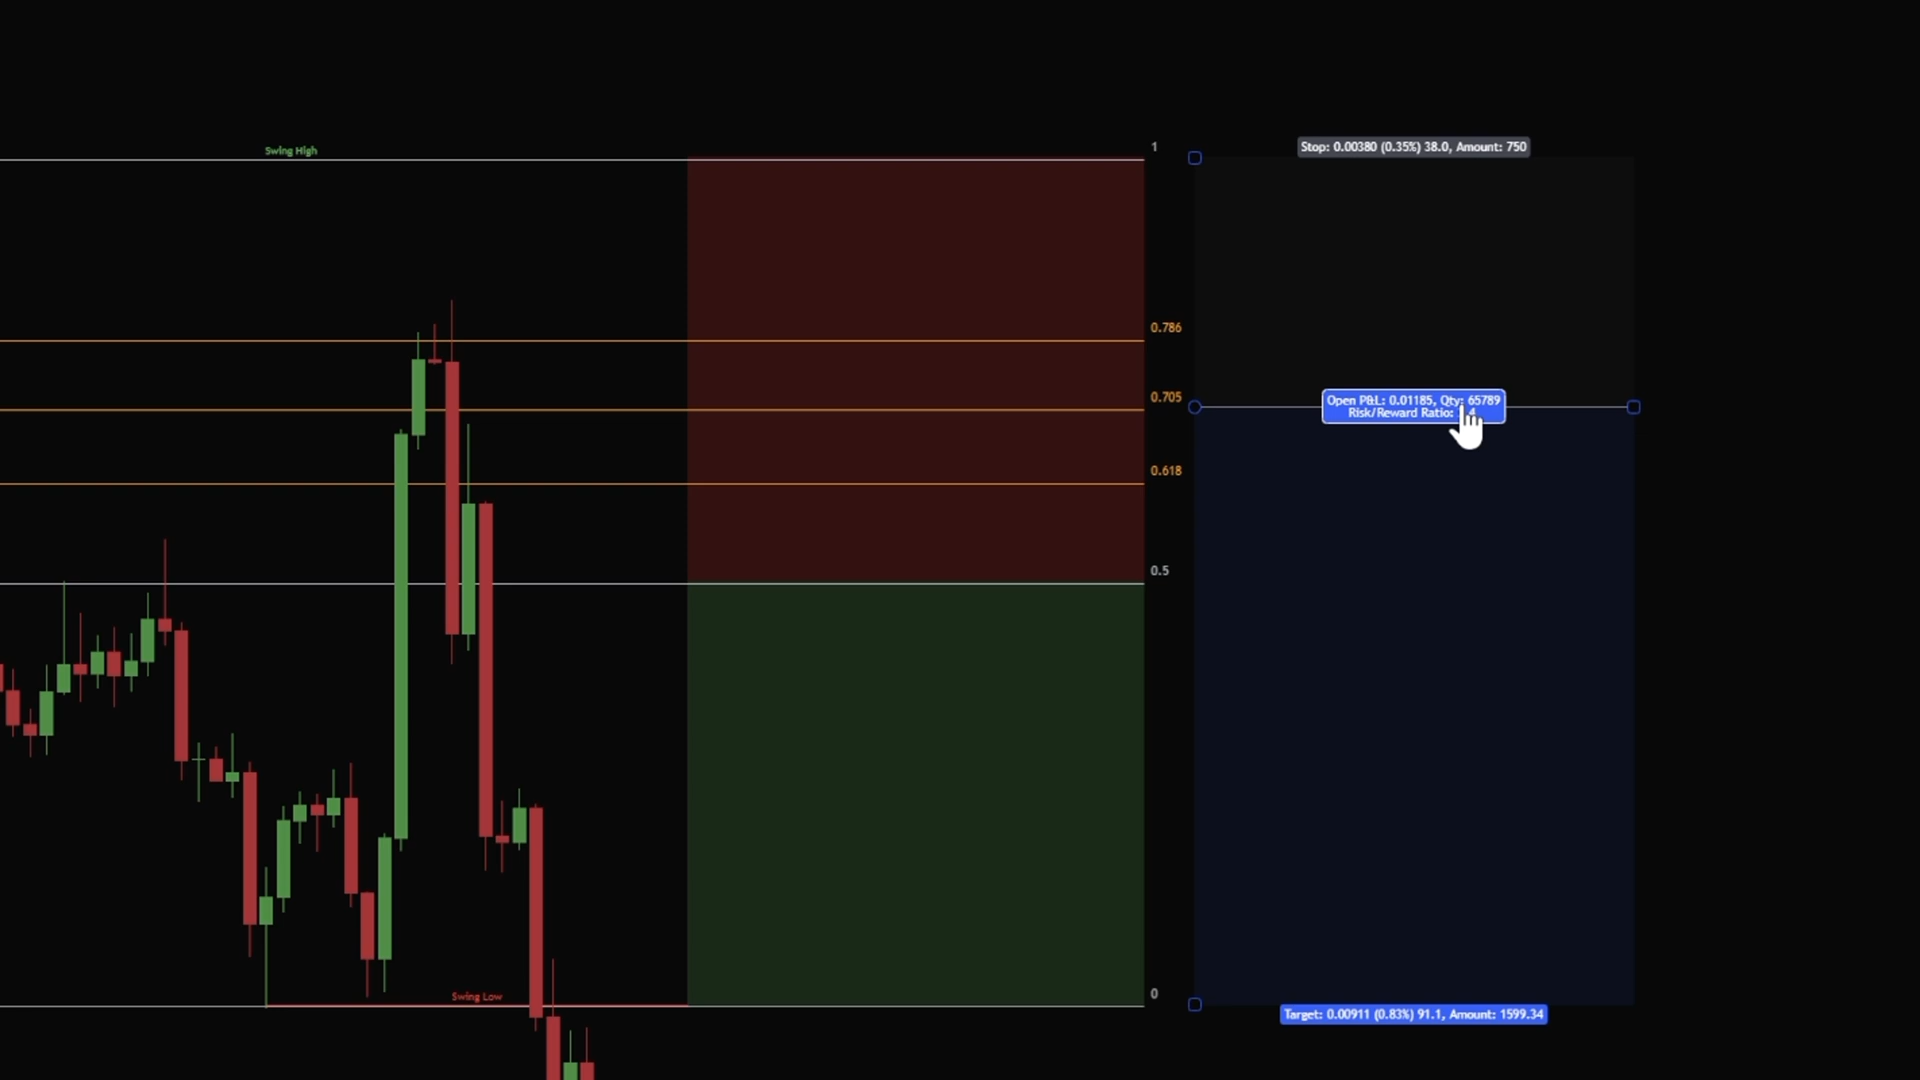 Swing High
1
Stop: 0.00380 (0.35%) 38.0, Amount: 750
0.786
0.705
Open P&L: 0.01185, Qty: 65789
Risk/Reward Ratio:
0.618
0.5
Swing Low
0
Target: 0.00911 (0.83%) 91.1, Amount: 1599.34